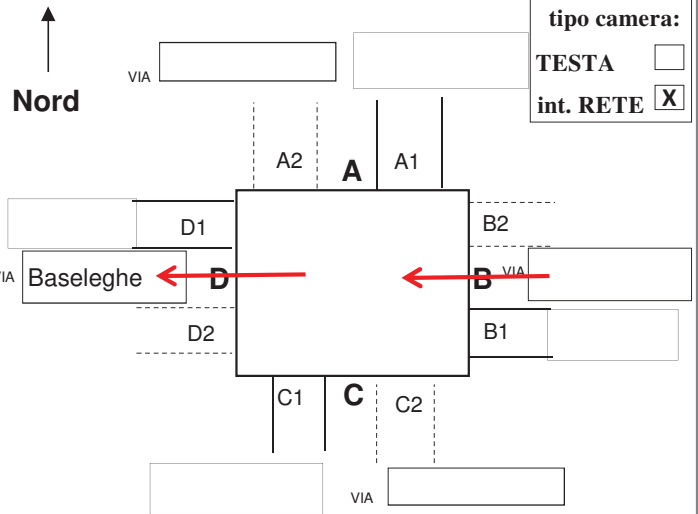 tipo camera:
TESTA
int. RETE X
Nord
VIA
A2
A
A1
D1
B2
VIA Baseleghe
D
B
VIA
D2
B1
C1
C
C2
VIA